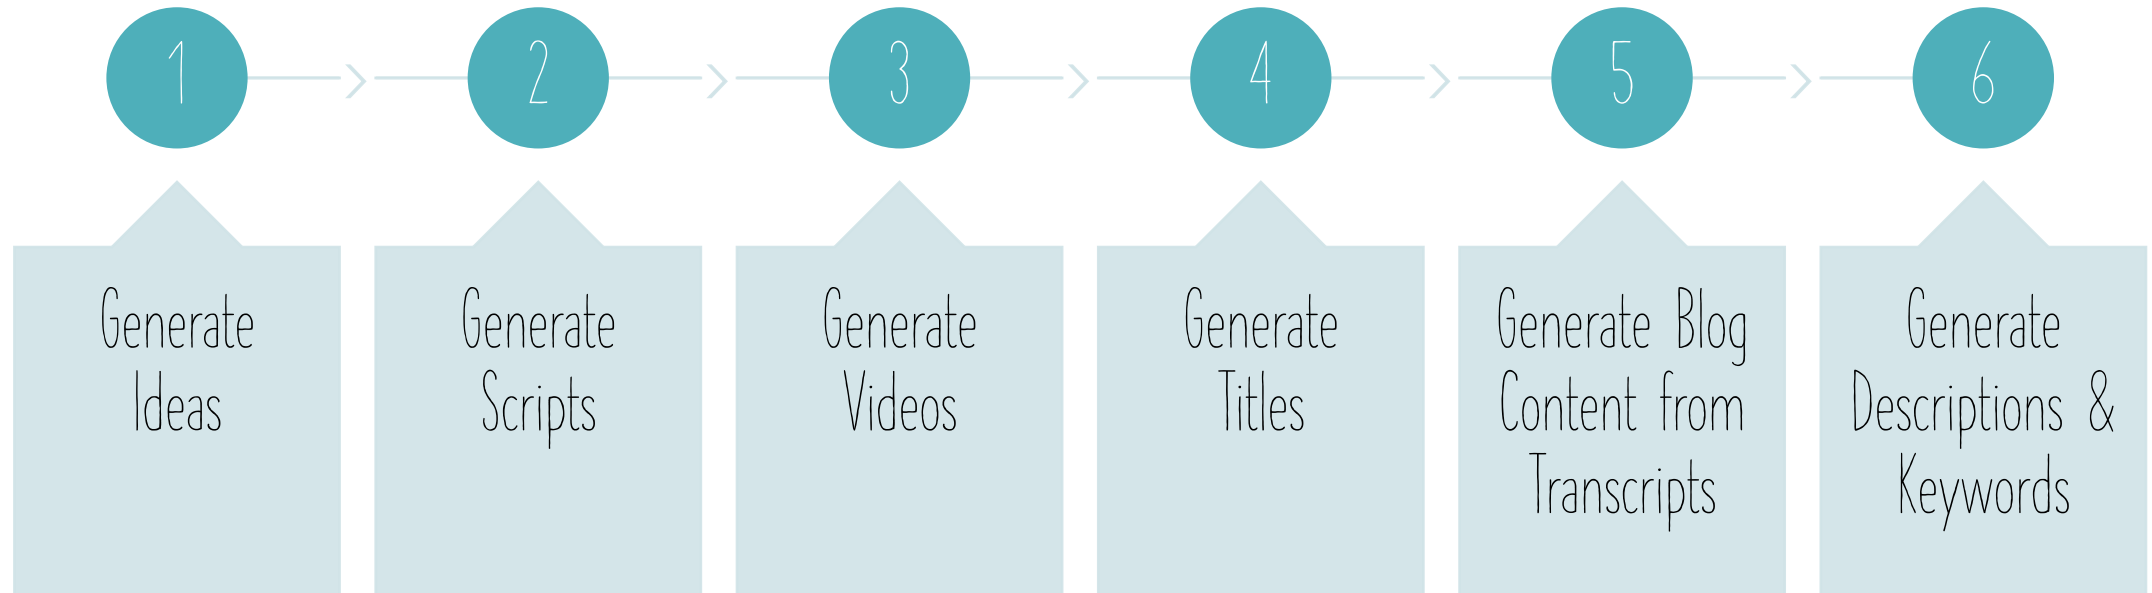 1
2
3
4
5
6
Generate
Ideas
Generate
Scripts
Generate
Videos
Generate
Titles
Generate Blog
Content from
Transcripts
Generate
Descriptions &
Keywords